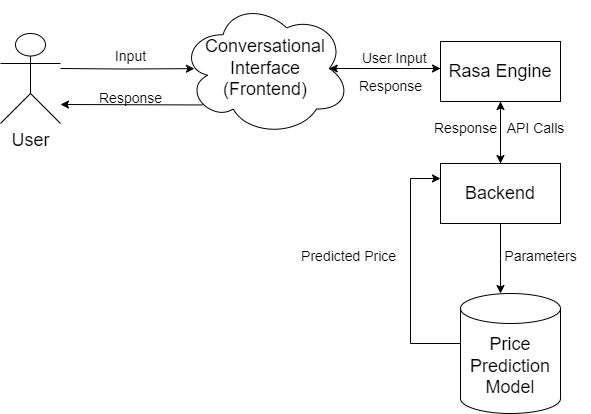 Input
Response
User
Conversational
Interface
(Frontend)
User Input
Response
Rasa Engine
Response
API Calls
Backend
Predicted Price
Parameters
Price
Prediction
Model